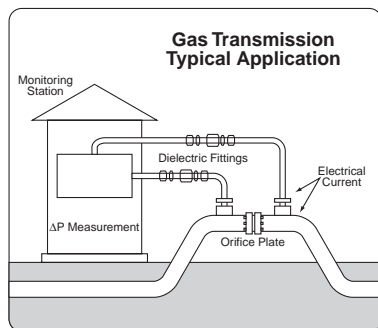 Gas Transmission
Typical Application
Monitoring
Station
Dielectric Fittings
Electrical
Current
ΔP Measurement
Orifice Plate